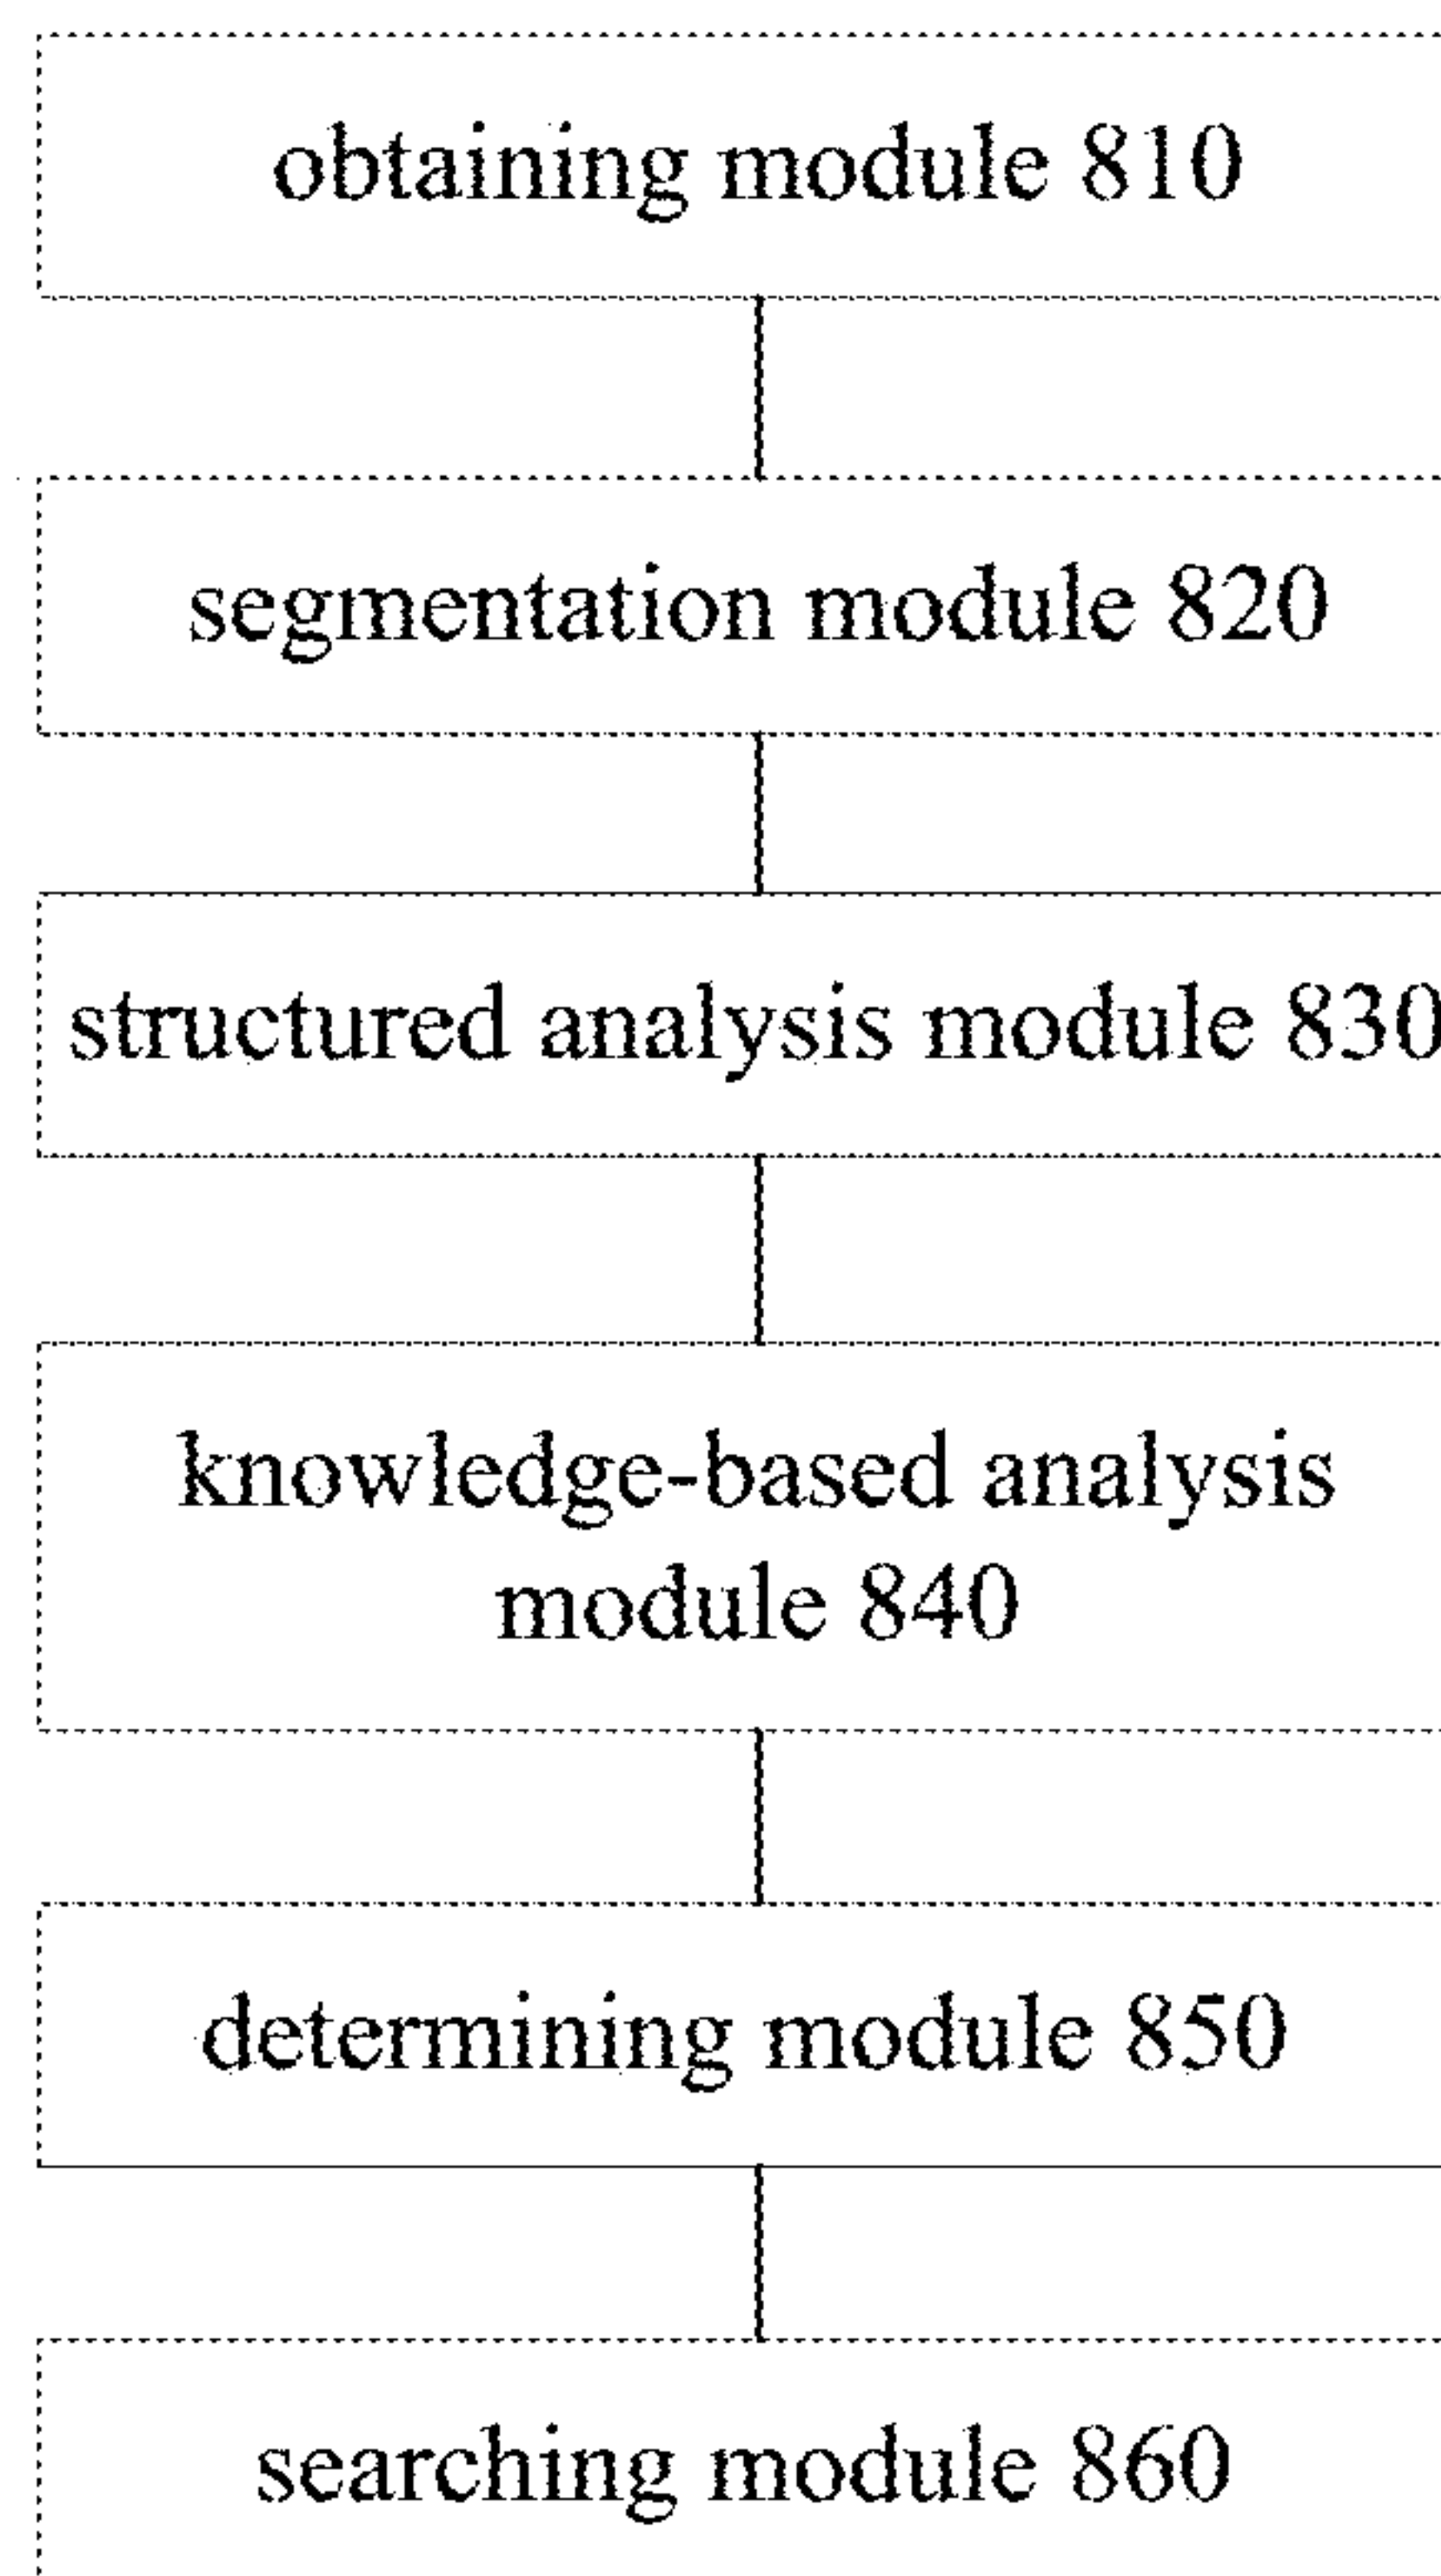 obtaining module 810
segmentation module 820
structured analysis module 830
knowledge-based analysis
module 840
determining module 850
searching module 860